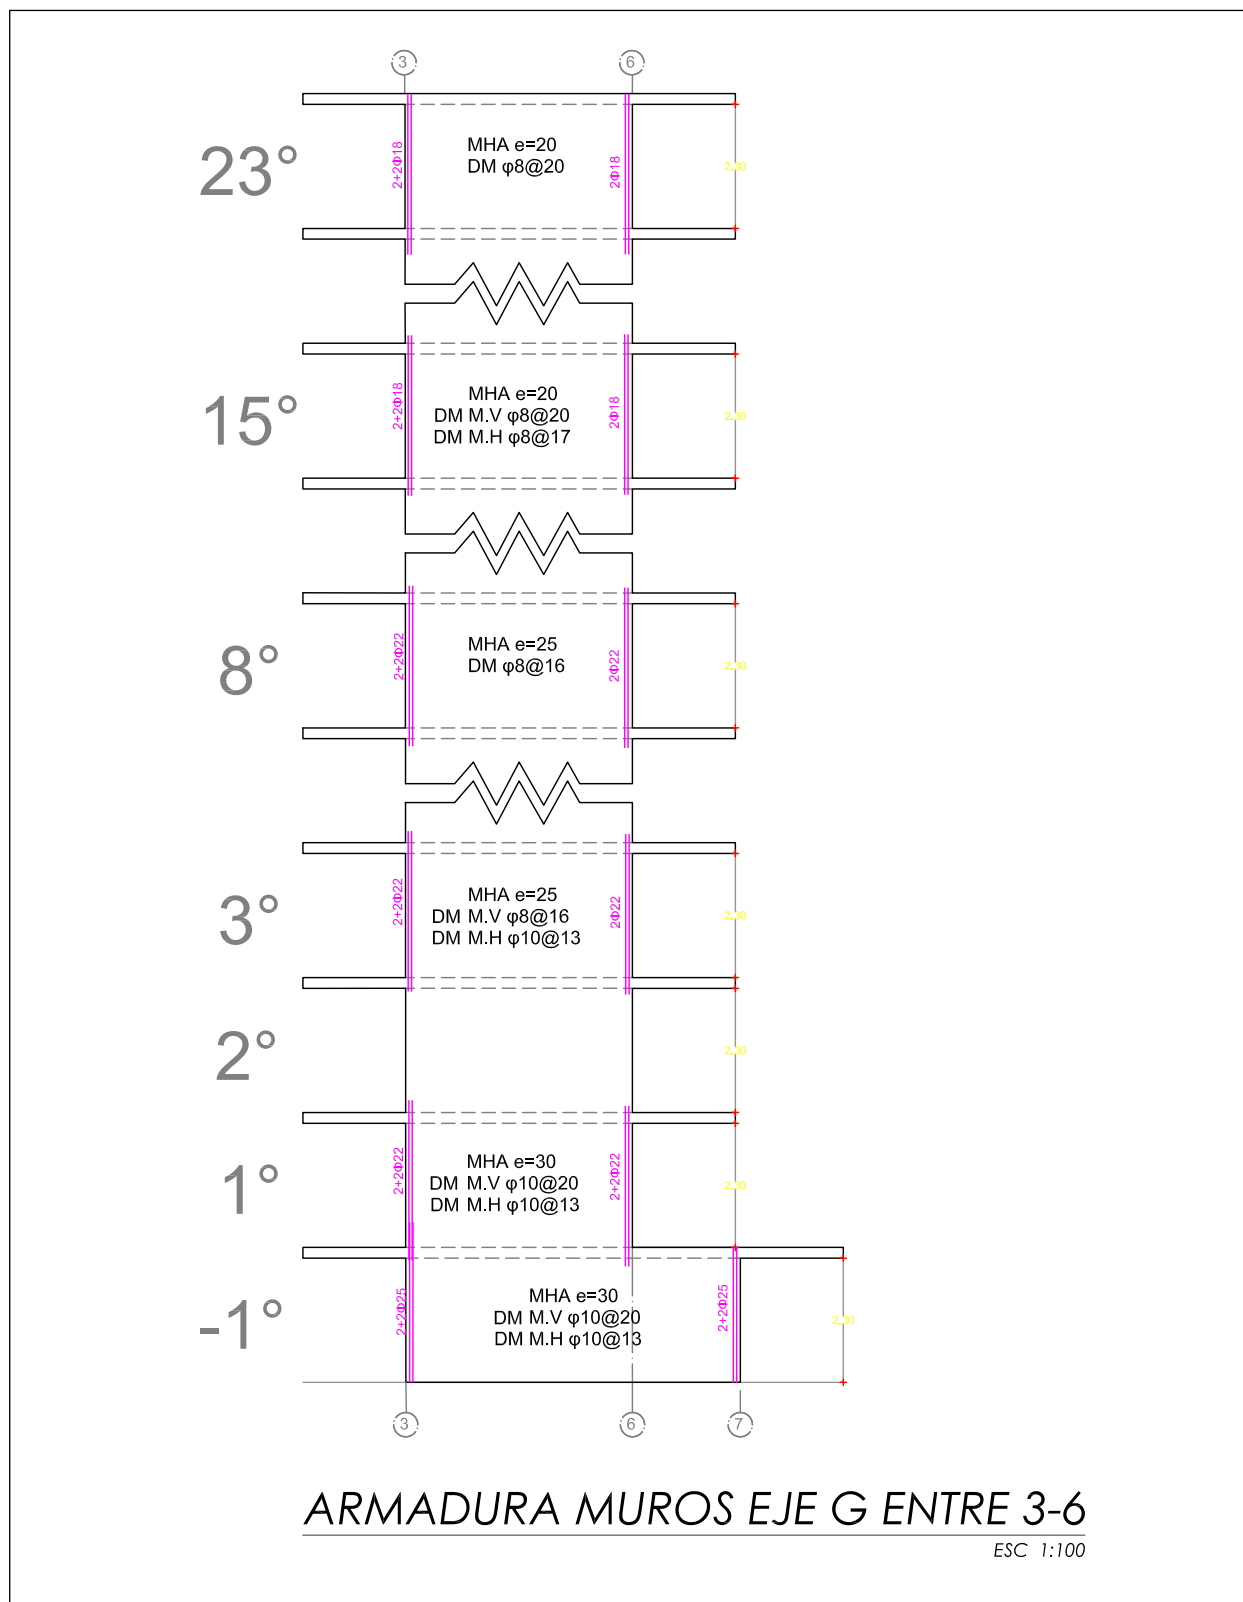 3
6
23°
2+2Φ18
MHA e=20
DM φ8@20
2Φ18
15°
2+2Φ18
MHA e=20
DM M.V φ8@20
DM M.H φ8@17
2Φ18
8°
2+2Φ22
MHA e=25
DM φ8@16
2Φ22
3°
2+2Φ22
MHA e=25
DM M.V φ8@16
DM M.H φ10@13
2Φ22
2°
1°
2+2Φ22
MHA e=30
DM M.V φ10@20
DM M.H φ10@13
2+2Φ22
-1°
2+2Φ25
MHA e=30
DM M.V φ10@20
DM M.H φ10@13
2+2Φ25
3
6
7
ARMADURA MUROS EJE G ENTRE 3-6
ESC 1:100